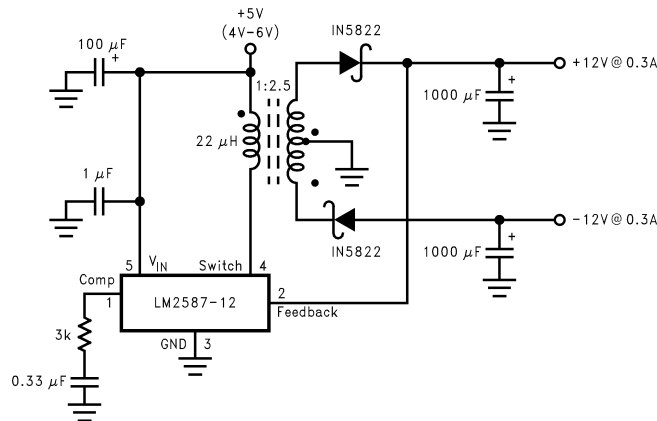 +5V
(4V-6V)
IN5822
100 μF
+
1:2.5
+12V@ 0.3A
+
1000 μF
22 μH
1 μF
-12V@ 0.3A
IN5822
+
1000 μF
5
VIN
Switch
4
Comp
1
LM2587-12
2
Feedback
3k
GND
3
0.33 μF